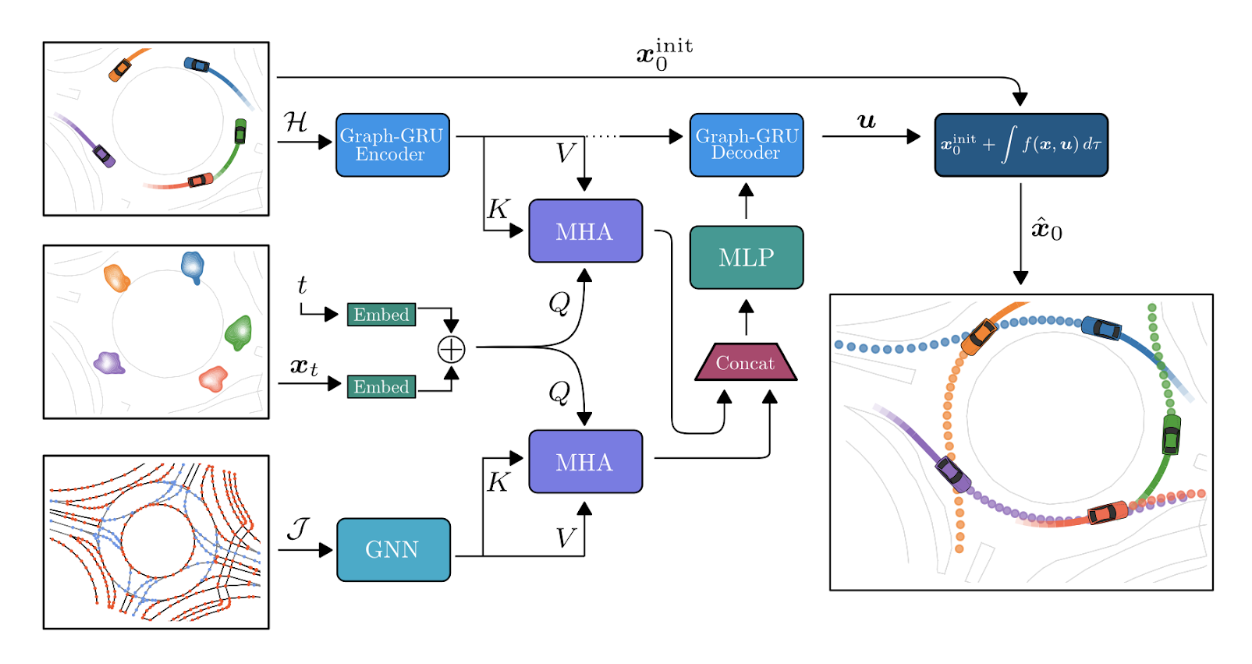 $\boldsymbol{x}_0^{\text{init}}$
$\mathcal{H}$
Graph-GRU
Encoder
V
K
MHA
Graph-GRU
Decoder
$\boldsymbol{u}$
$\boldsymbol{x}_0^{\text{init}} + \int f(\boldsymbol{x}, \boldsymbol{u}) \, d\tau$
$\hat{\boldsymbol{x}}_0$
MLP
t
Embed
Q
$\boldsymbol{x}_t$
Embed
Q
Concat
MHA
K
V
$\mathcal{J}$
GNN